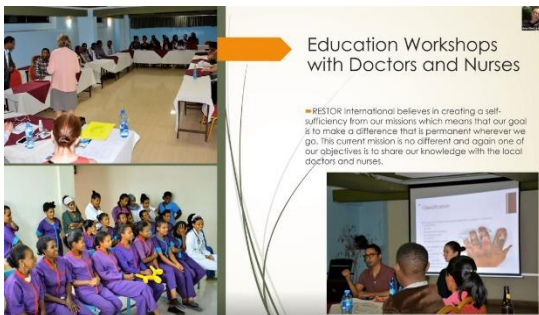 Education Workshops
with Doctors and Nurses
RESTOR International believes in creating a self-
sufficiency from our missions which means that our goal
is to make a difference that is permanent wherever we
go. This current mission is no different and again one of
our objectives is to share our knowledge with the local
doctors and nurses.
Classification